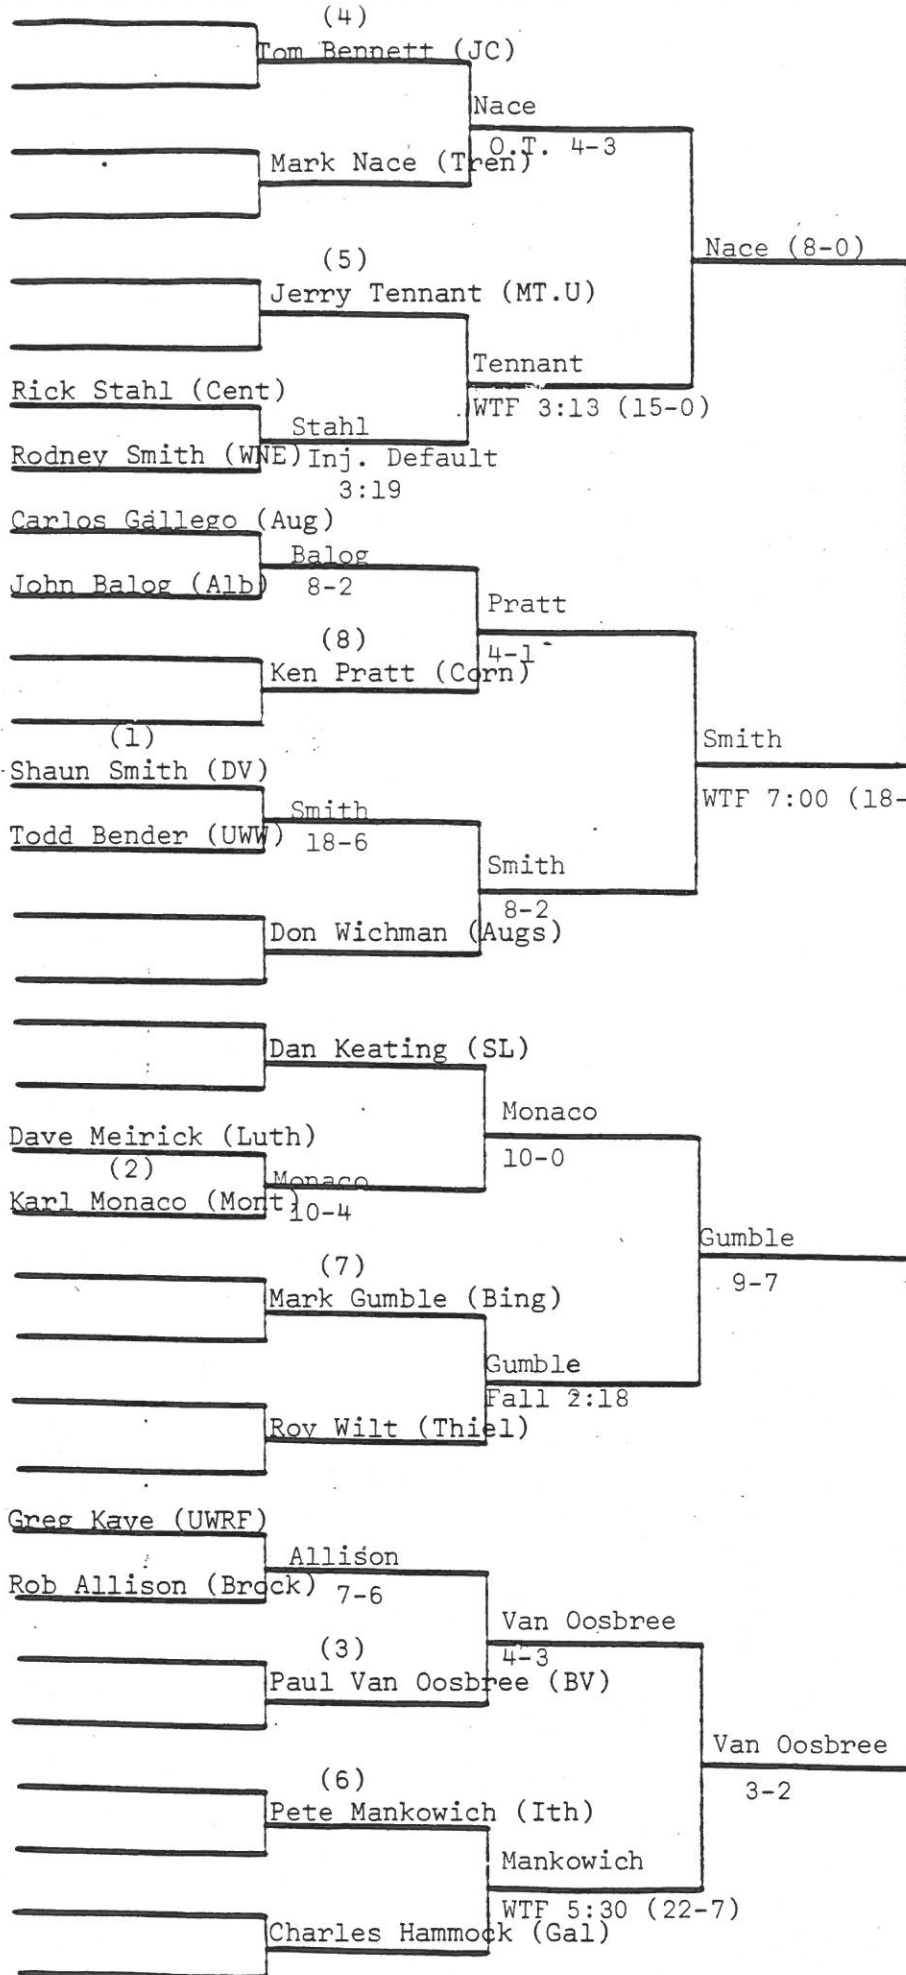 (4)
Tom Bennett (JC)
Nace
O.T. 4-3
Mark Nace (Tren)
Nace (8-0)
(5)
Jerry Tennant (MT.U)
Tennant
WTF 3:13 (15-0)
Rick Stahl (Cent)
Stahl
Rodney Smith (WNE)
Inj. Default
3:19
Carlos Gallego (Aug)
Balog
John Balog (Alb)
8-2
Pratt
4-1
(8)
Ken Pratt (Corn)
(1)
Smith
Shaun Smith (DV)
WTF 7:00 (18-
Smith
Todd Bender (UWW)
18-6
Smith
8-2
Don Wichman (Augs)
Dan Keating (SL)
Monaco
10-0
Dave Meirick (Luth)
(2)
Monaco
Karl Monaco (Mont)
10-4
Gumble
9-7
(7)
Mark Gumble (Bing)
Gumble
Fall 2:18
Roy Wilt (Thiel)
Greg Kaye (UWRF)
Allison
Rob Allison (Brock)
7-6
Van Oosbree
4-3
(3)
Paul Van Oosbree (BV)
Van Oosbree
3-2
(6)
Pete Mankowich (Ith)
Mankowich
WTF 5:30 (22-7)
Charles Hammock (Gal)